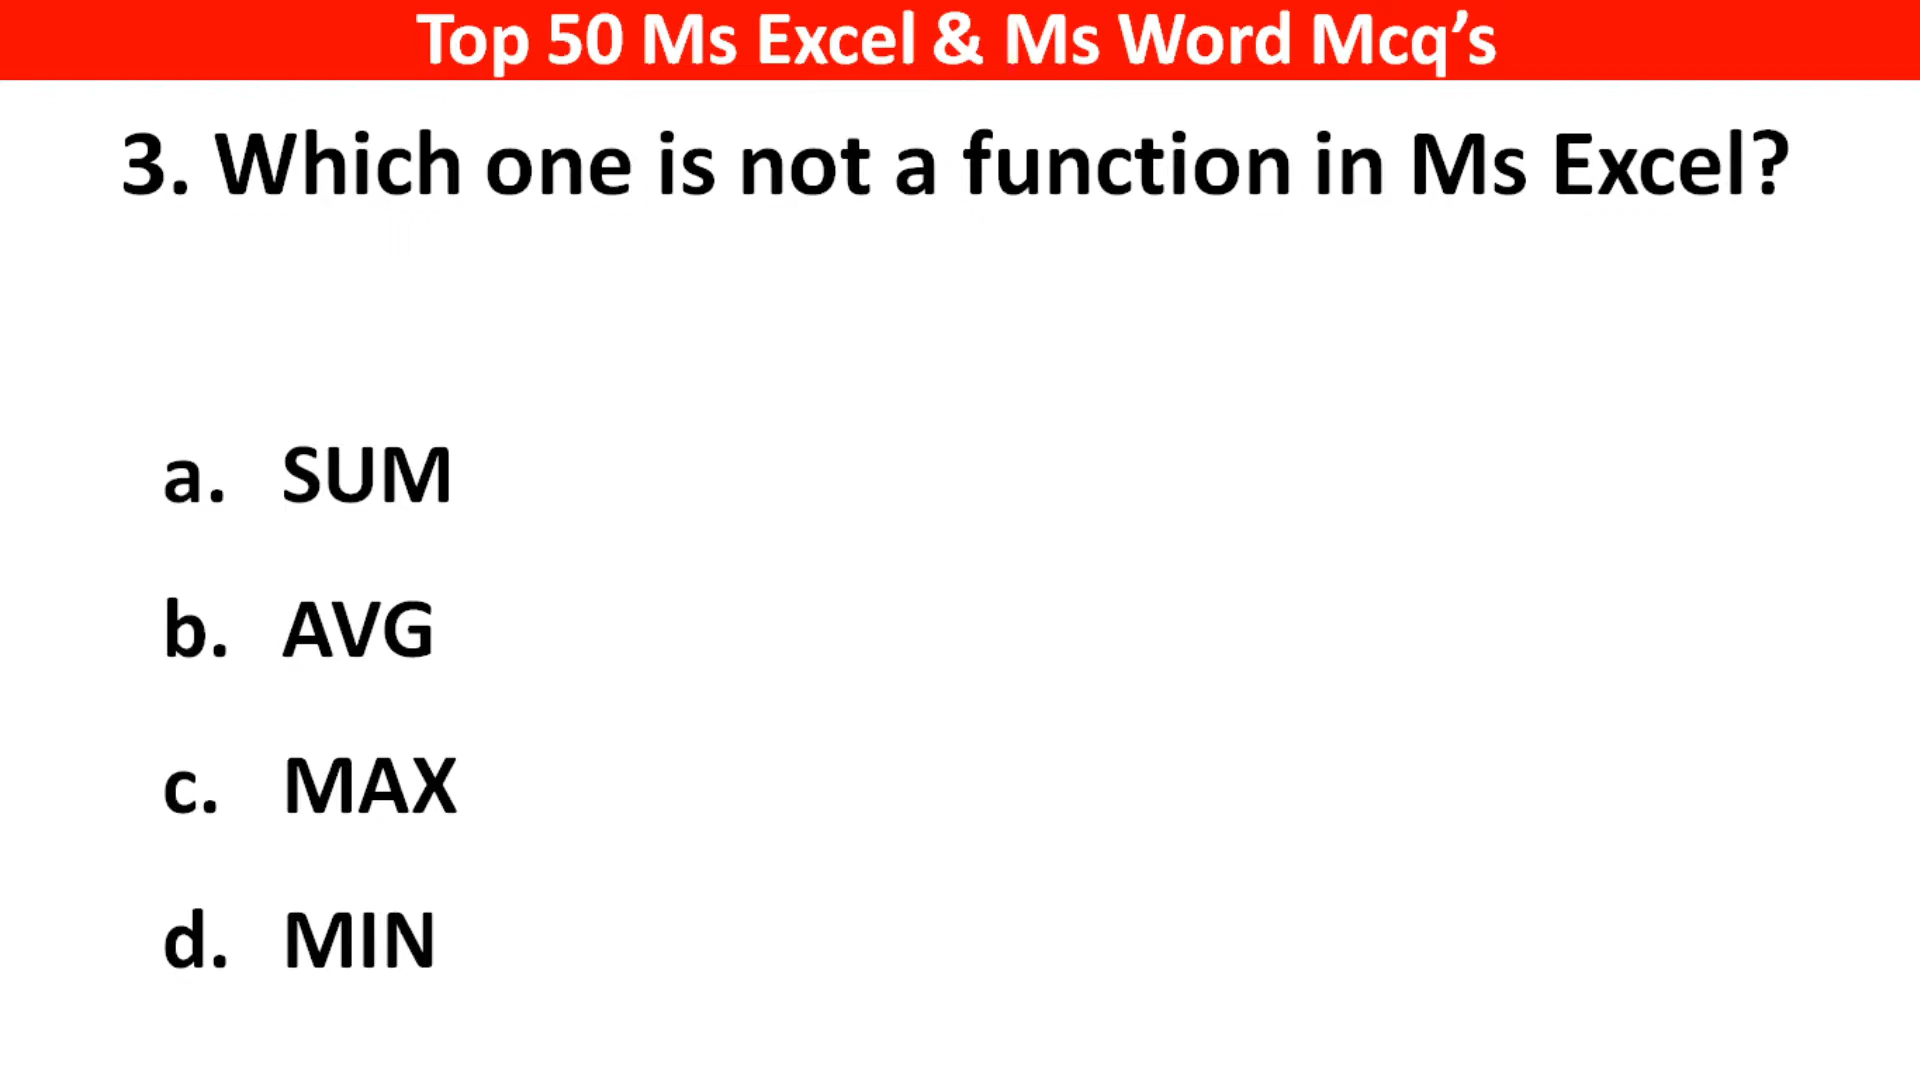 Top 50 Ms Excel & Ms Word Mcq’s
3. Which one is not a function in Ms Excel?
a. SUM
b. AVG
c. MAX
d. MIN